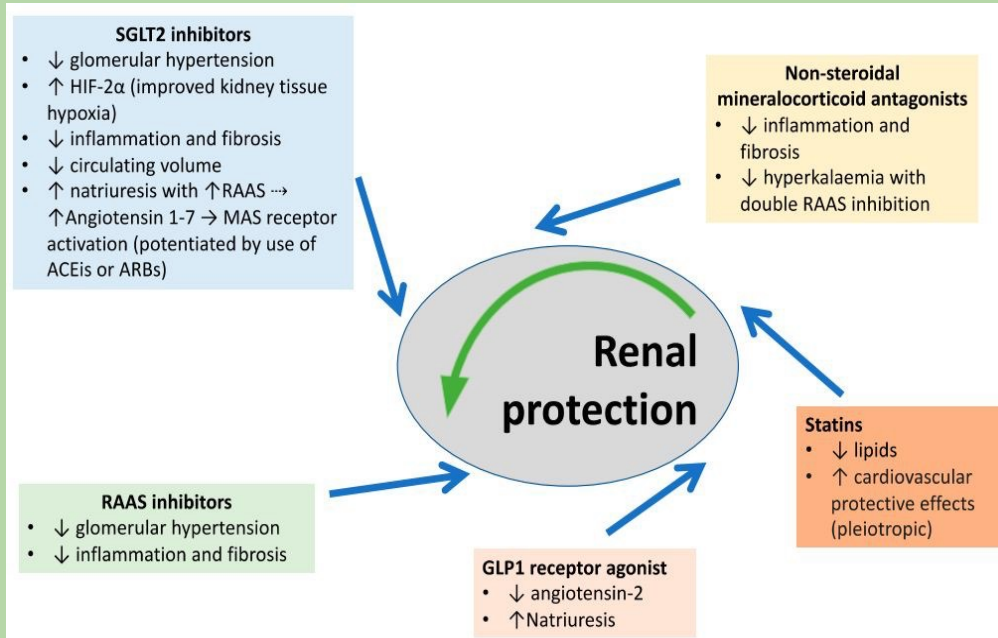 SGLT2 inhibitors
• ↓ glomerular hypertension
• ↑ HIF-2α (improved kidney tissue
hypoxia)
• ↓ inflammation and fibrosis
• ↓ circulating volume
• ↑ natriuresis with ↑RAAS ⤏
↑Angiotensin 1-7 → MAS receptor
activation (potentiated by use of
ACEis or ARBs)
Non-steroidal
mineralocorticoid antagonists
• ↓ inflammation and
fibrosis
• ↓ hyperkalaemia with
double RAAS inhibition
Renal
protection
Statins
• ↓ lipids
• ↑ cardiovascular
protective effects
(pleiotropic)
RAAS inhibitors
• ↓ glomerular hypertension
• ↓ inflammation and fibrosis
GLP1 receptor agonist
• ↓ angiotensin-2
• ↑Natriuresis